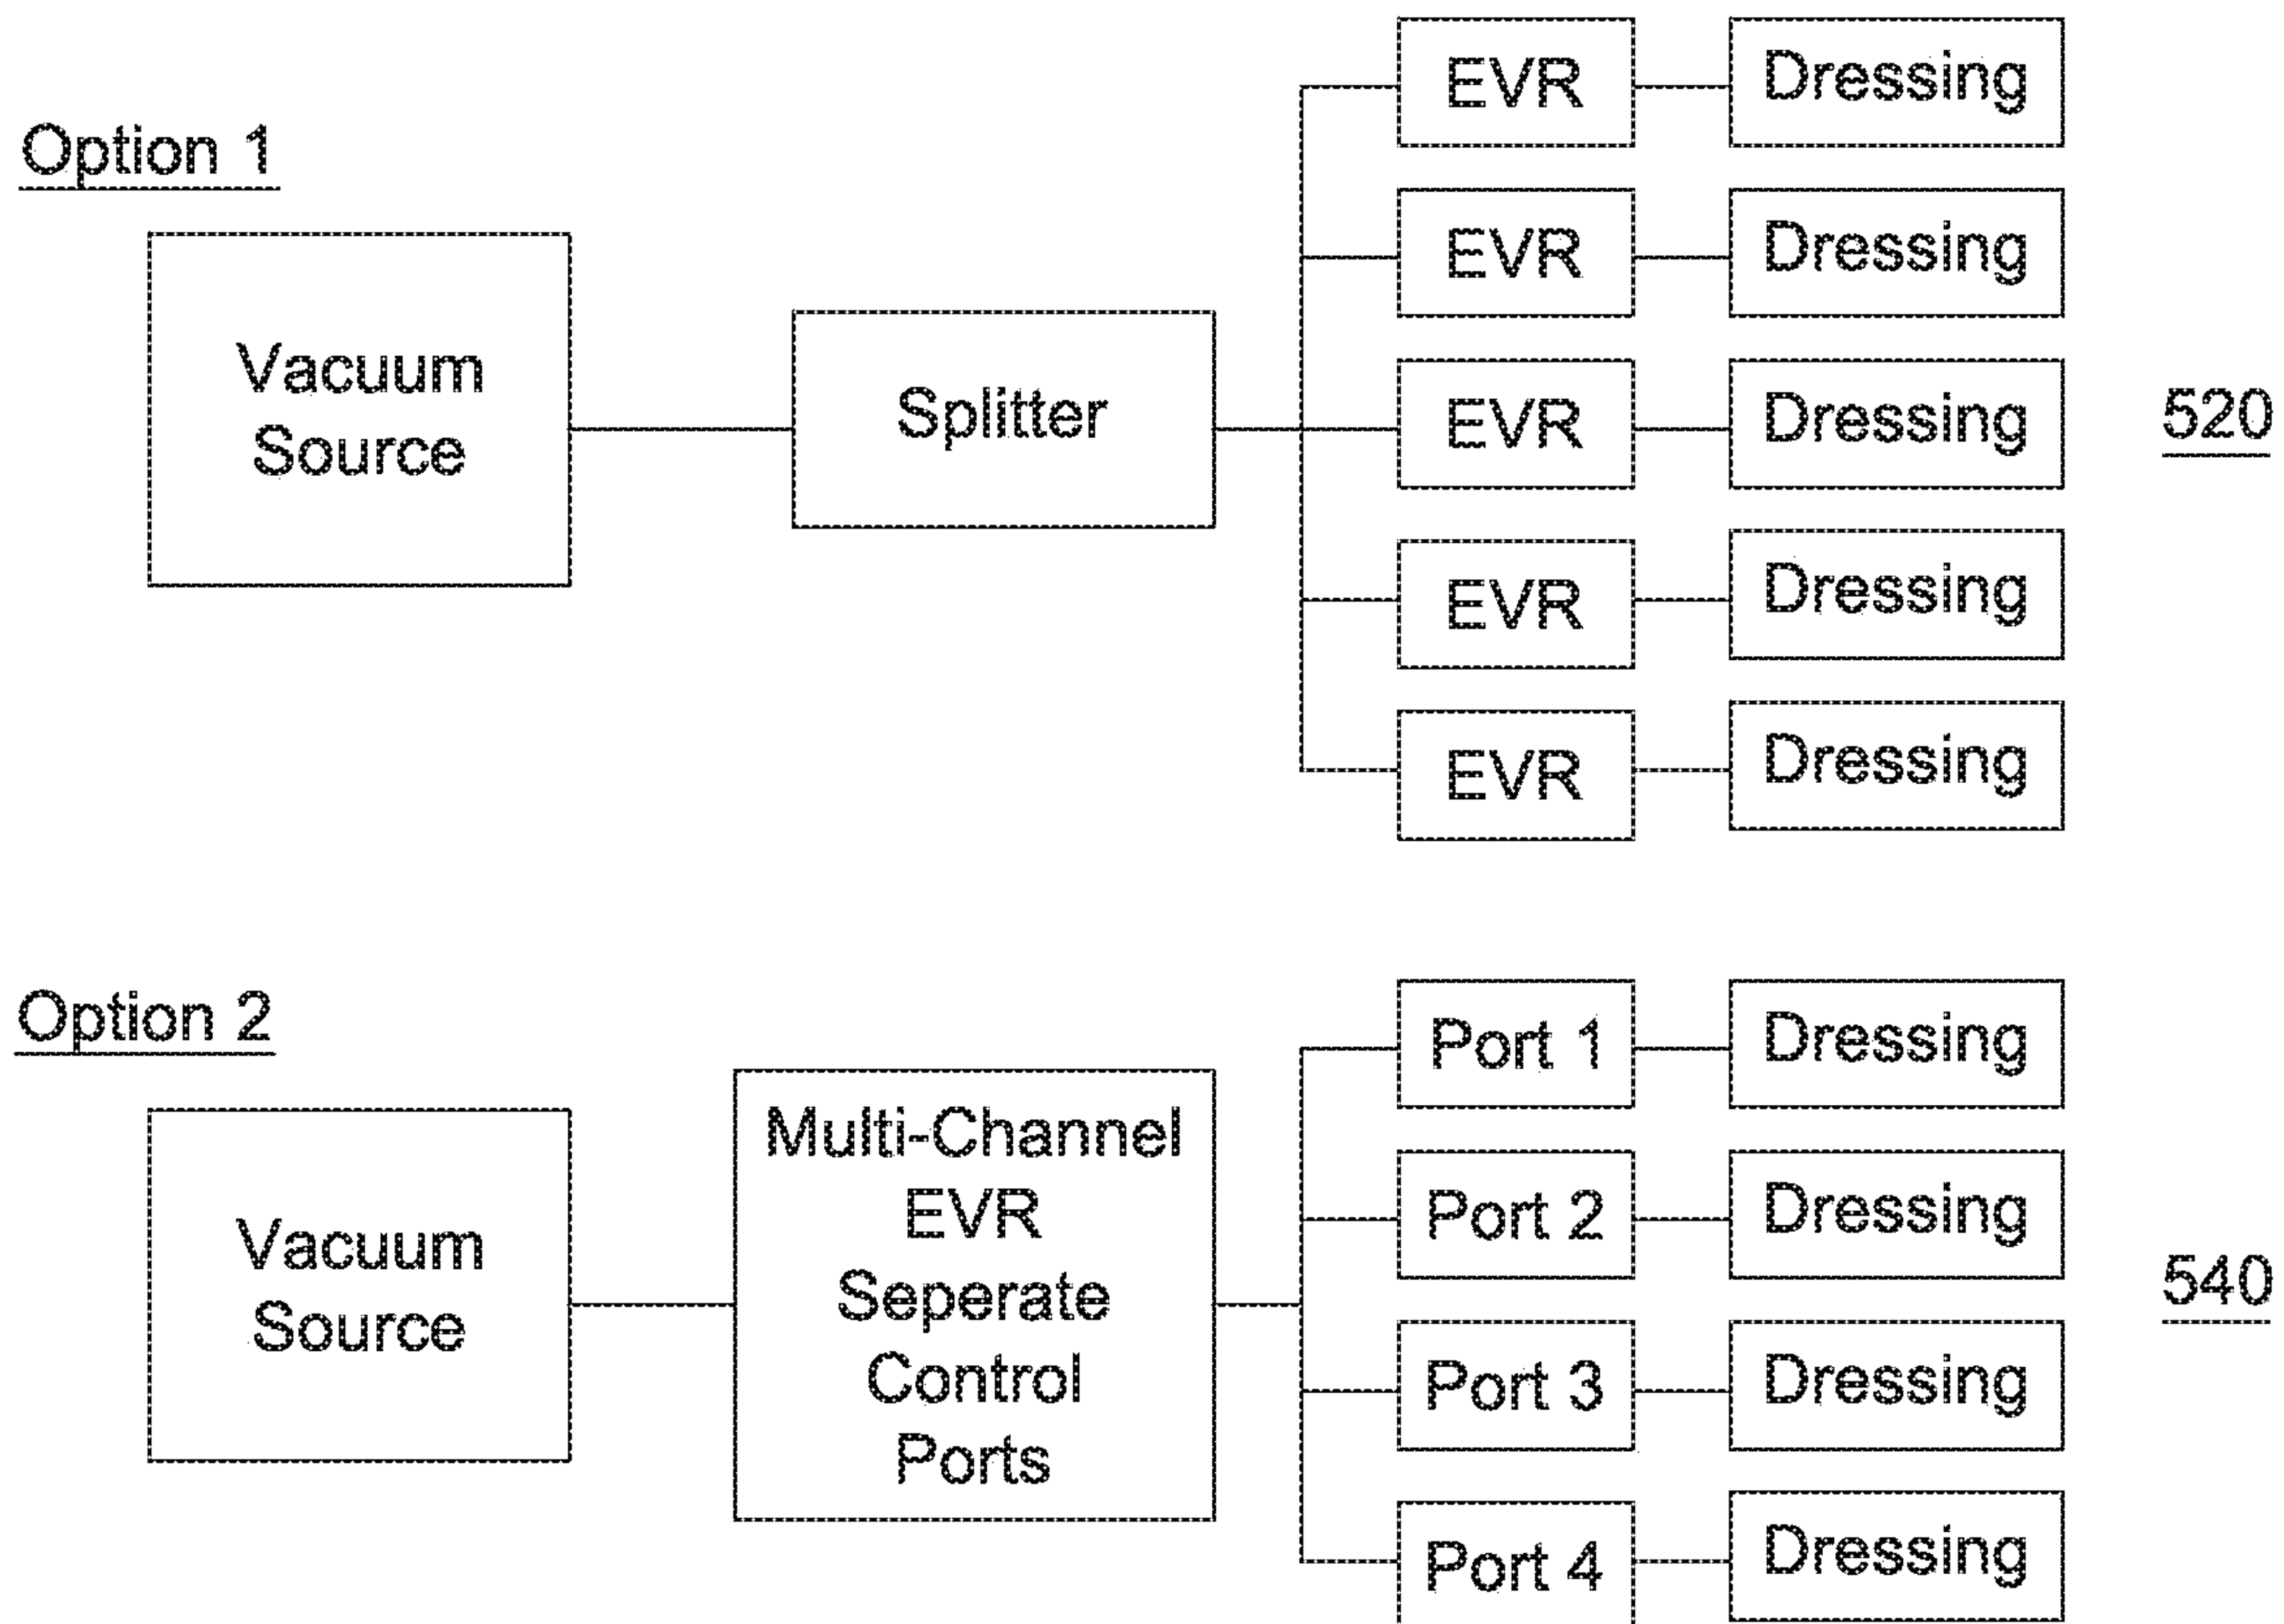 Option 1
Vacuum
Source
Splitter
EVR
Dressing
EVR
Dressing
EVR
Dressing
EVR
Dressing
EVR
Dressing
520
Option 2
Vacuum
Source
Multi-Channel
EVR
Seperate
Control
Ports
Port 1
Dressing
Port 2
Dressing
Port 3
Dressing
Port 4
Dressing
540